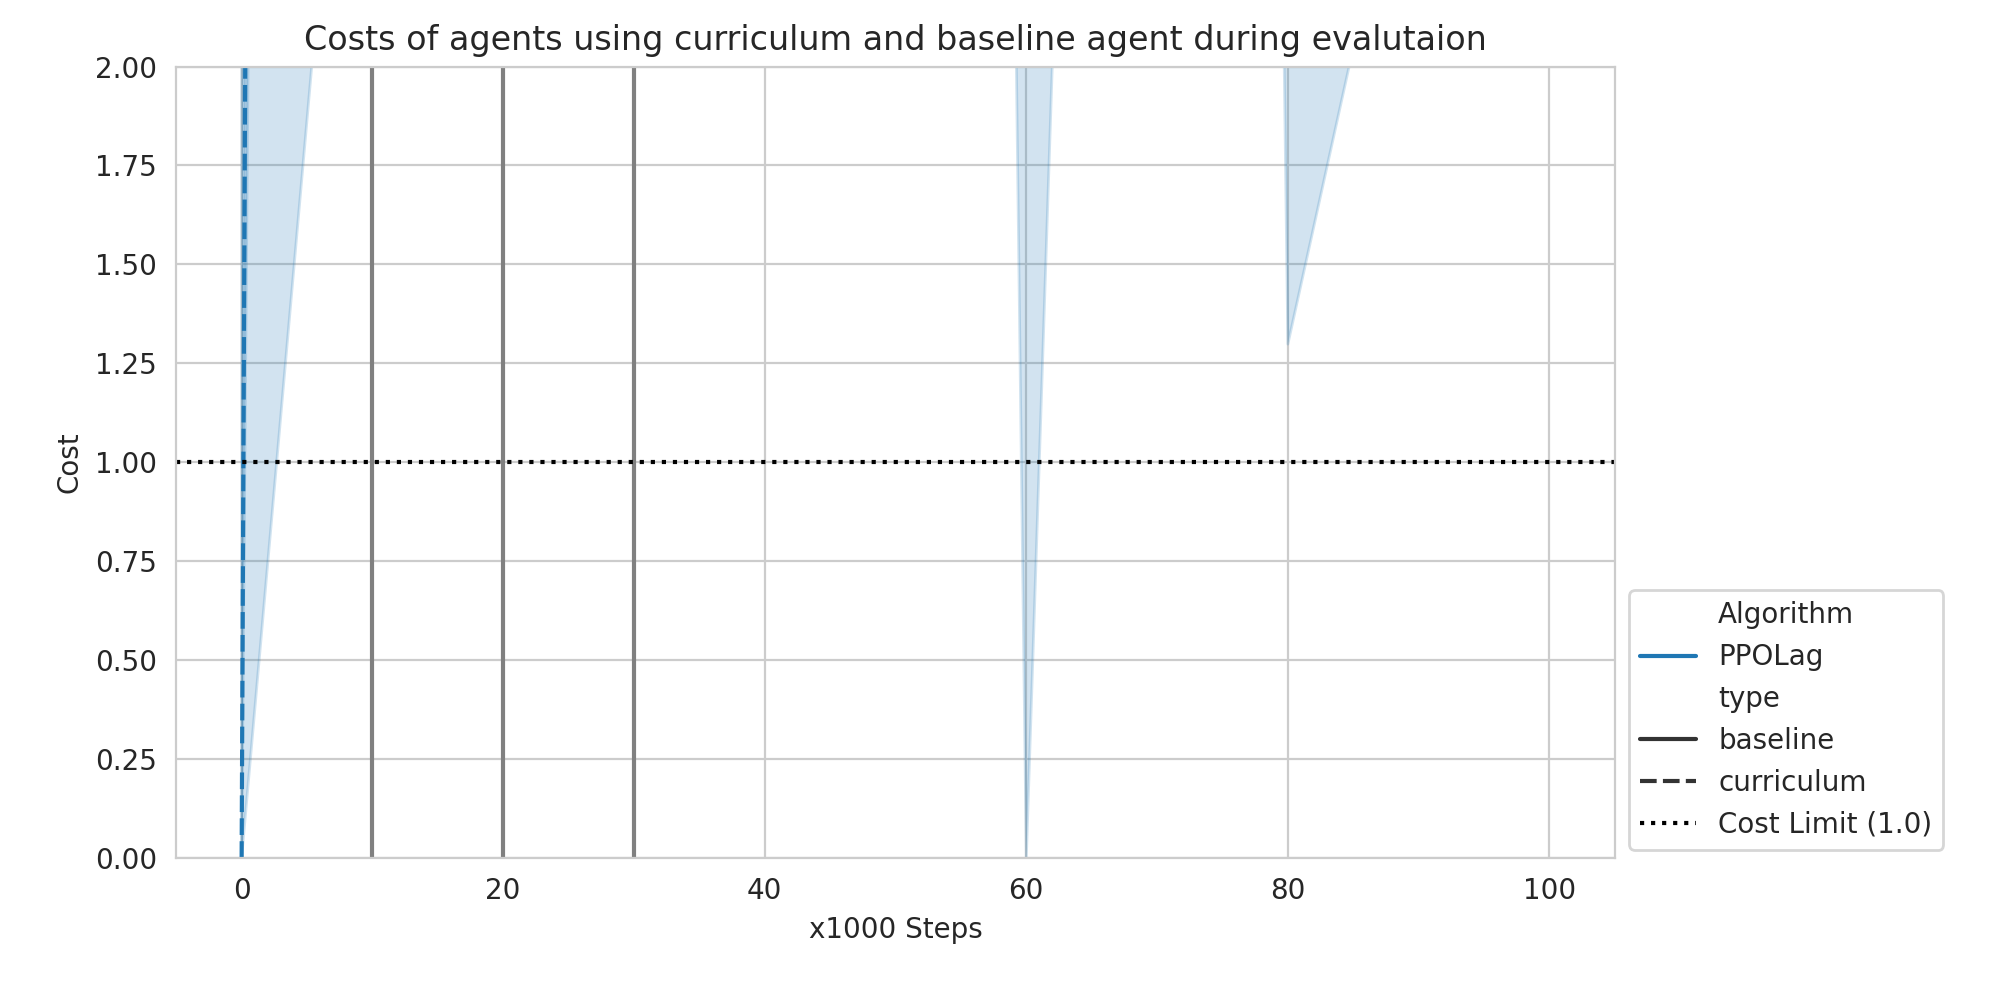 Costs of agents using curriculum and baseline agent during evalutaion
2.00
1.75
1.50
1.25
1.00
0.75
0.50
0.25
0.00
Cost
0 20 40 60 80 100
x1000 Steps
Algorithm
PPOLag
type
baseline
curriculum
Cost Limit (1.0)